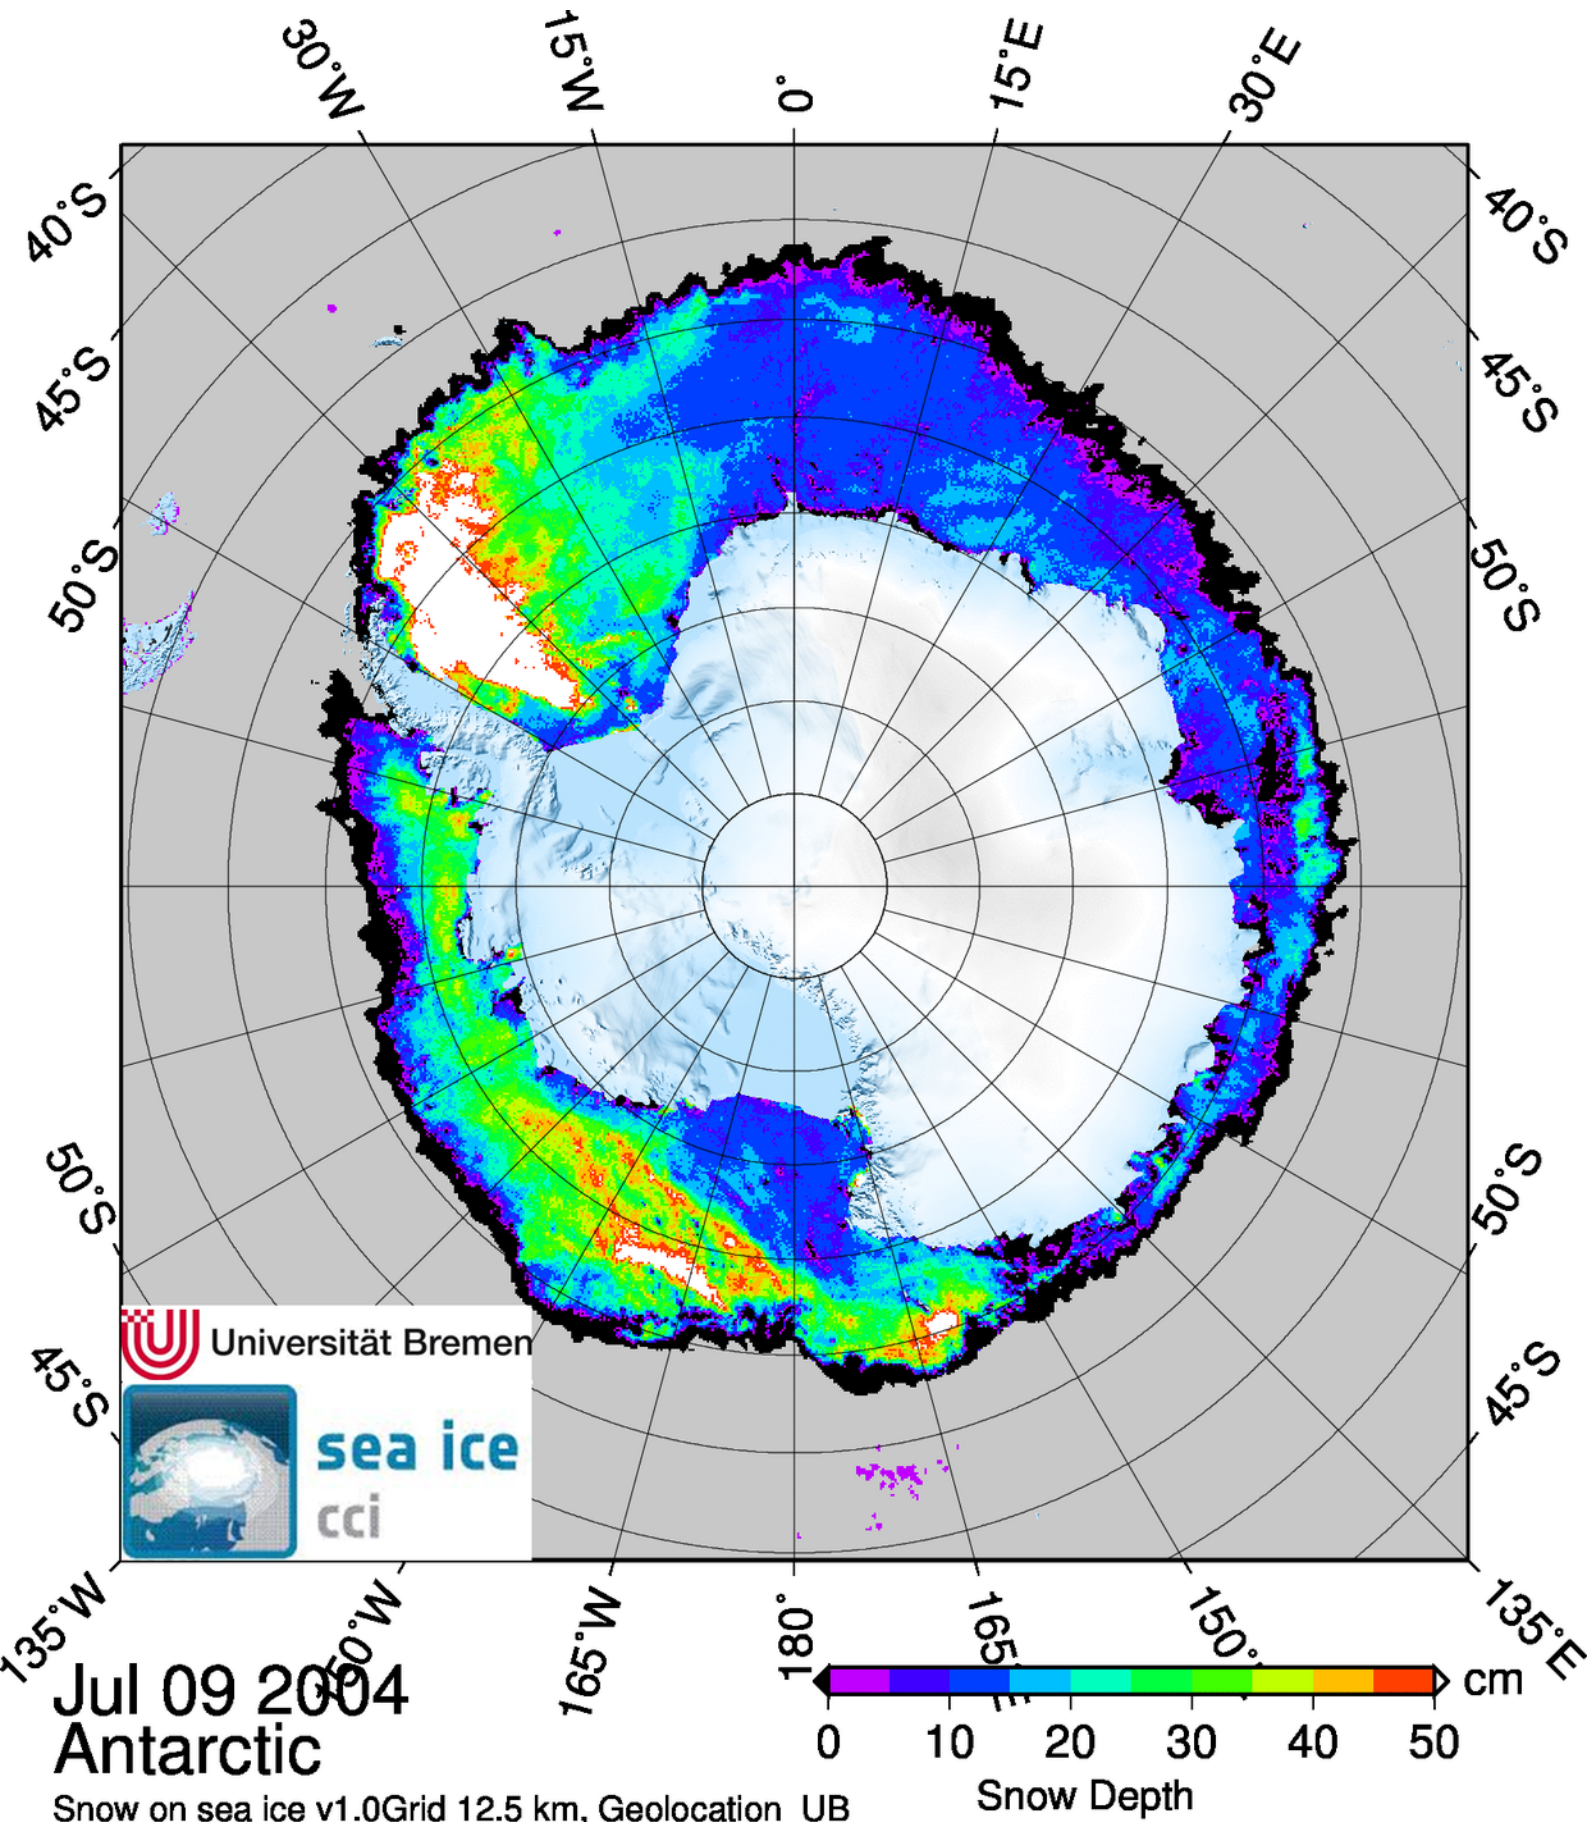 30°W 15°W 0° 15°E 30°E
40°S 40°S
45°S 45°S
50°S 50°S
50°S 50°S
45°S 45°S
Universität Bremen
sea ice
cci
135°W 165°W 180° 165°E 150° 135°E
Jul 09 2004
Antarctic
Snow on sea ice v1.0Grid 12.5 km, Geolocation UB
cm
0 10 20 30 40 50
Snow Depth